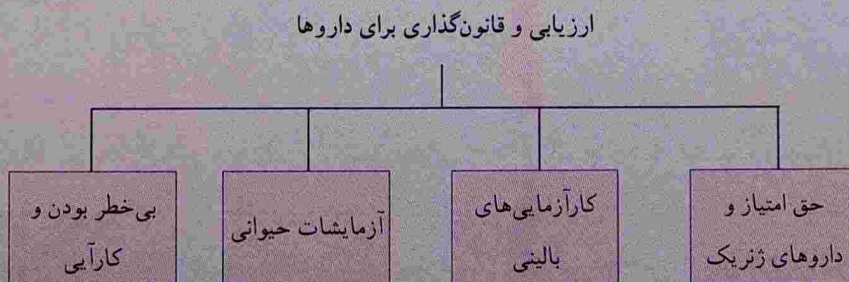 ارزیابی و قانون‌گذاری برای داروها
حق امتیاز و
داروهای ژنریک
کارآزمایی‌های
بالینی
آزمایشات حیوانی
بی‌خطر بودن و
کارآیی